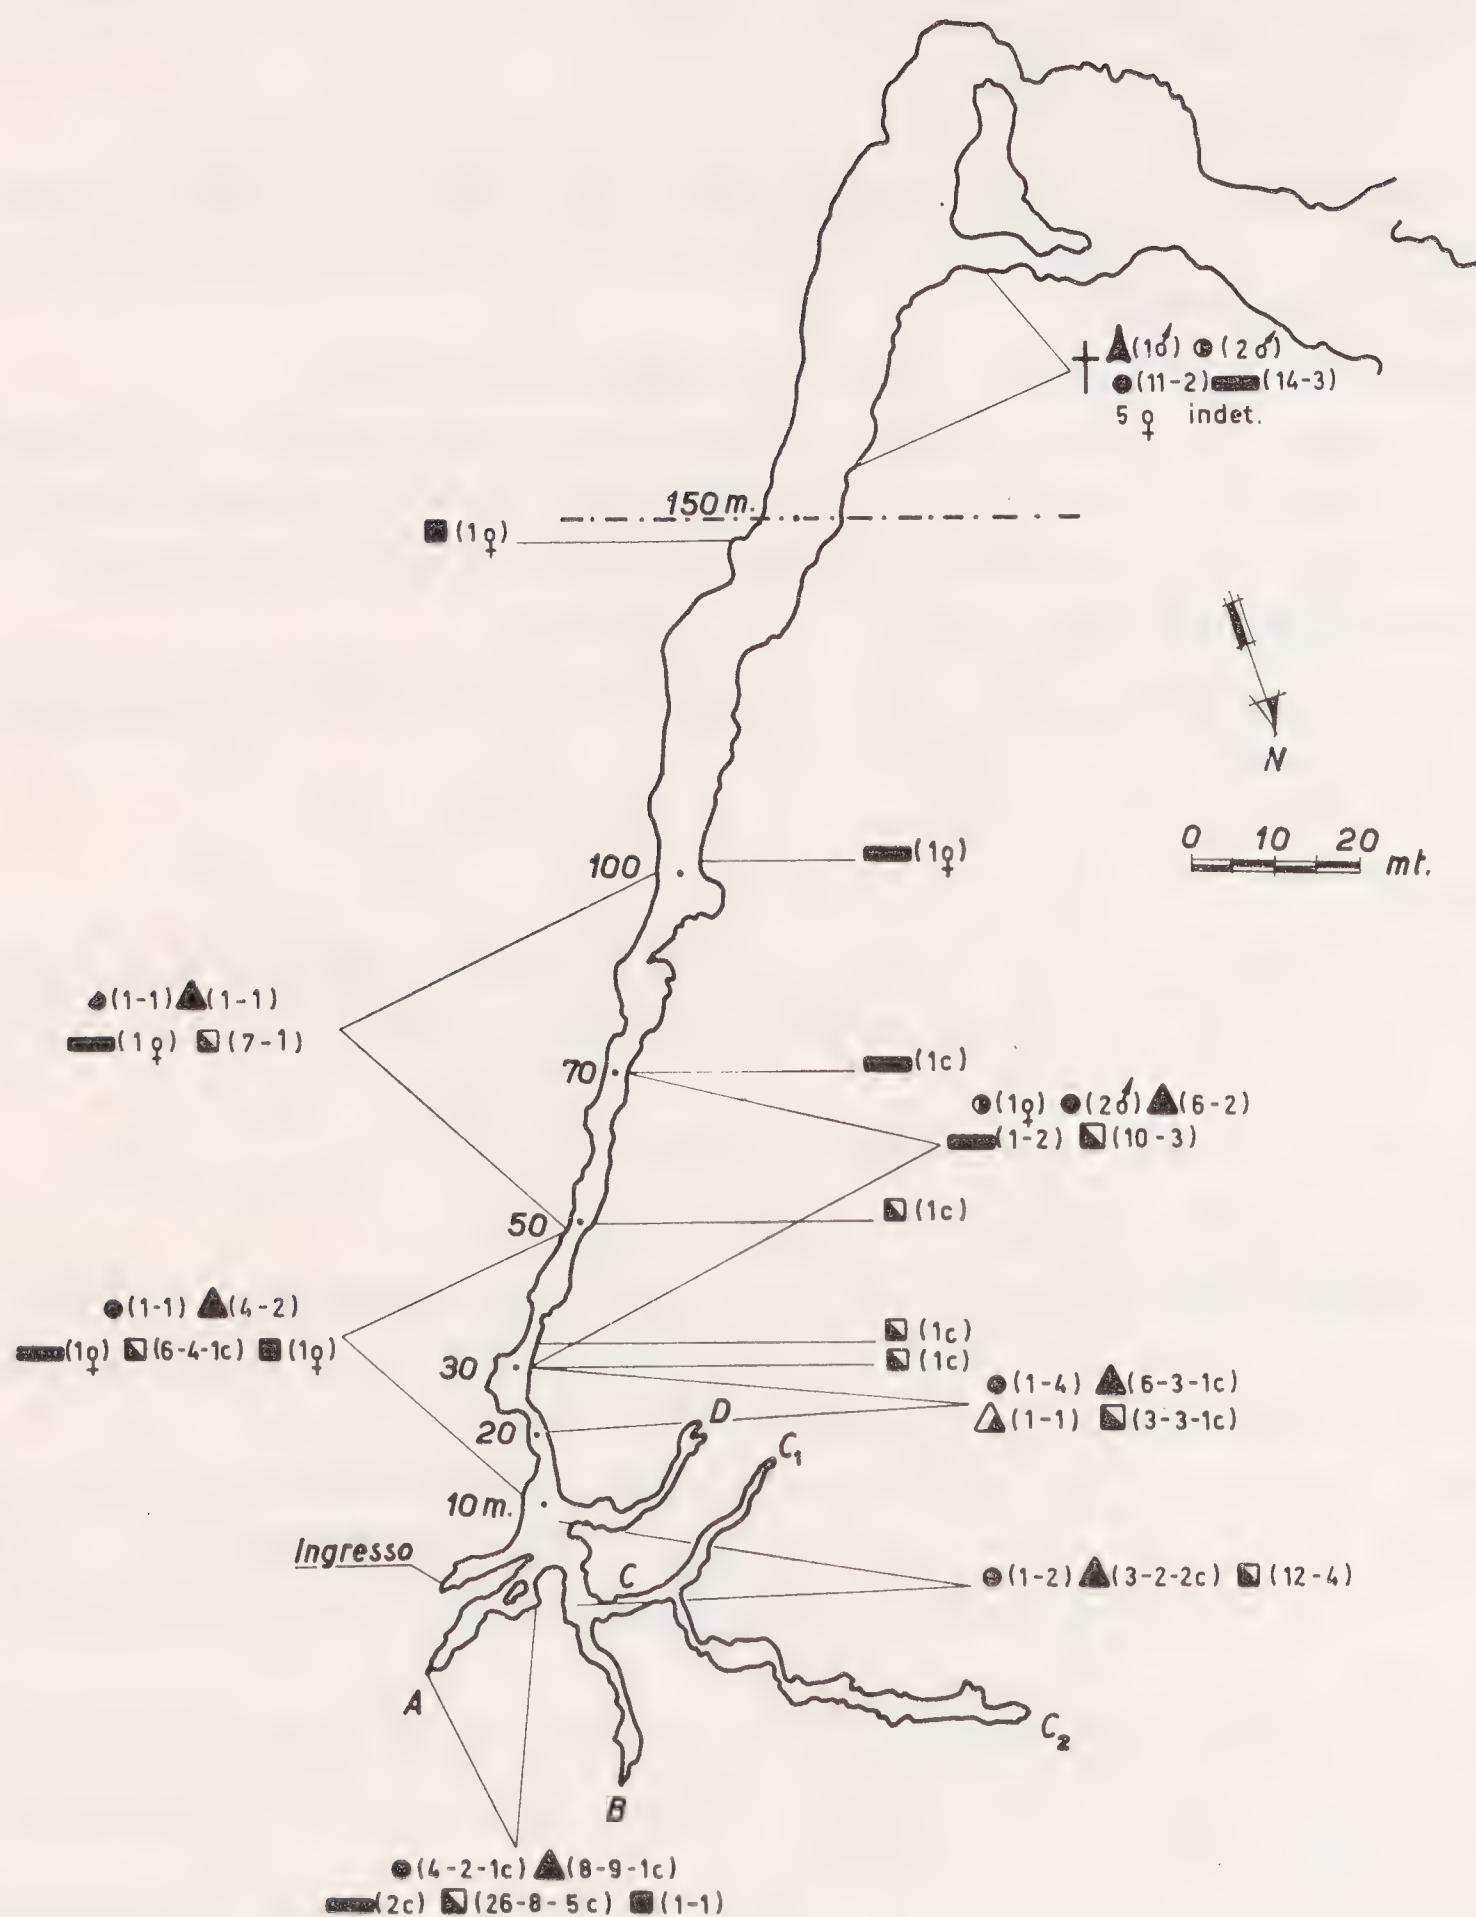 (1♂) (2♂)
(11-2) (14-3)
5 ♀ indet.
150 m.
(1♀)
N
0 10 20 mt.
100
(1♀)
(1-1) (1-1)
(1♀) (7-1)
70
(1c)
(1♀) (2♂) (6-2)
(1-2) (10-3)
50
(1c)
(1-1) (4-2)
(1♀) (6-4-1c) (1♀)
30
(1c)
(1c)
(1-4) (6-3-1c)
(1-1) (3-3-1c)
20
D
C₁
10 m.
Ingresso
C
(1-2) (3-2-2c) (12-4)
A
C₂
B
(4-2-1c) (8-9-1c)
(2c) (26-8-5c) (1-1)